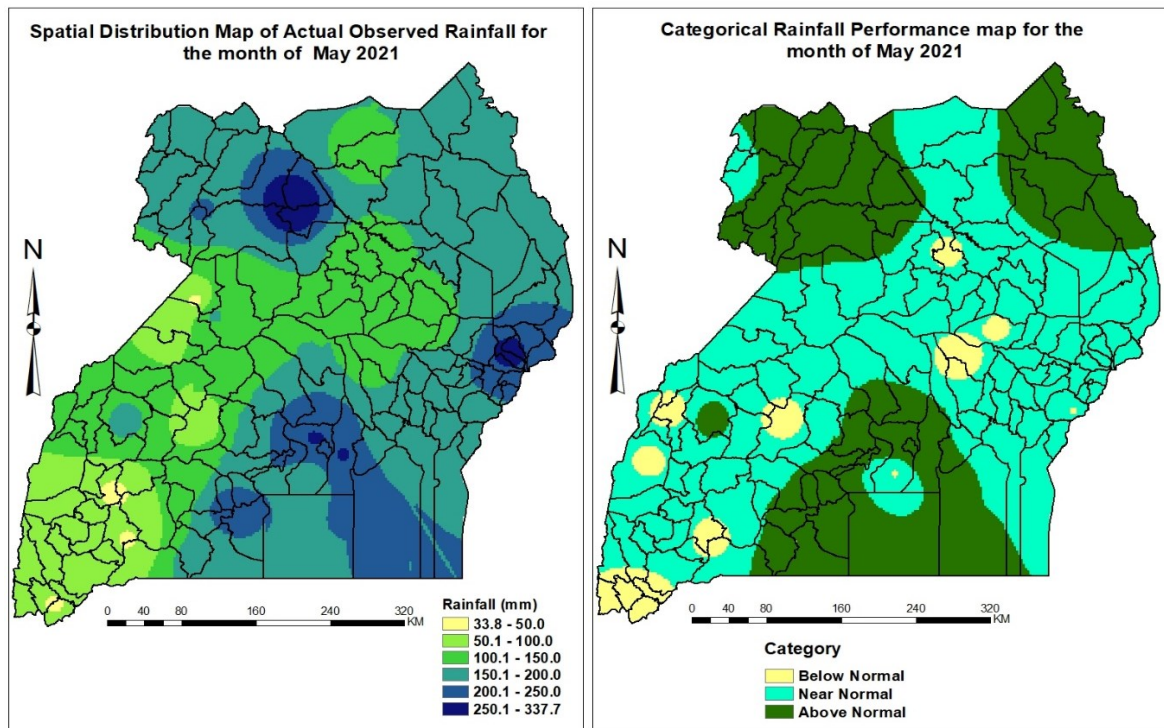 Spatial Distribution Map of Actual Observed Rainfall for
the month of May 2021
N
0 20 40 80 160 240 320
KM
Rainfall (mm)
33.8 - 50.0
50.1 - 100.0
100.1 - 150.0
150.1 - 200.0
200.1 - 250.0
250.1 - 337.7
Categorical Rainfall Performance map for the
month of May 2021
N
0 20 40 80 160 240 320
KM
Category
Below Normal
Near Normal
Above Normal